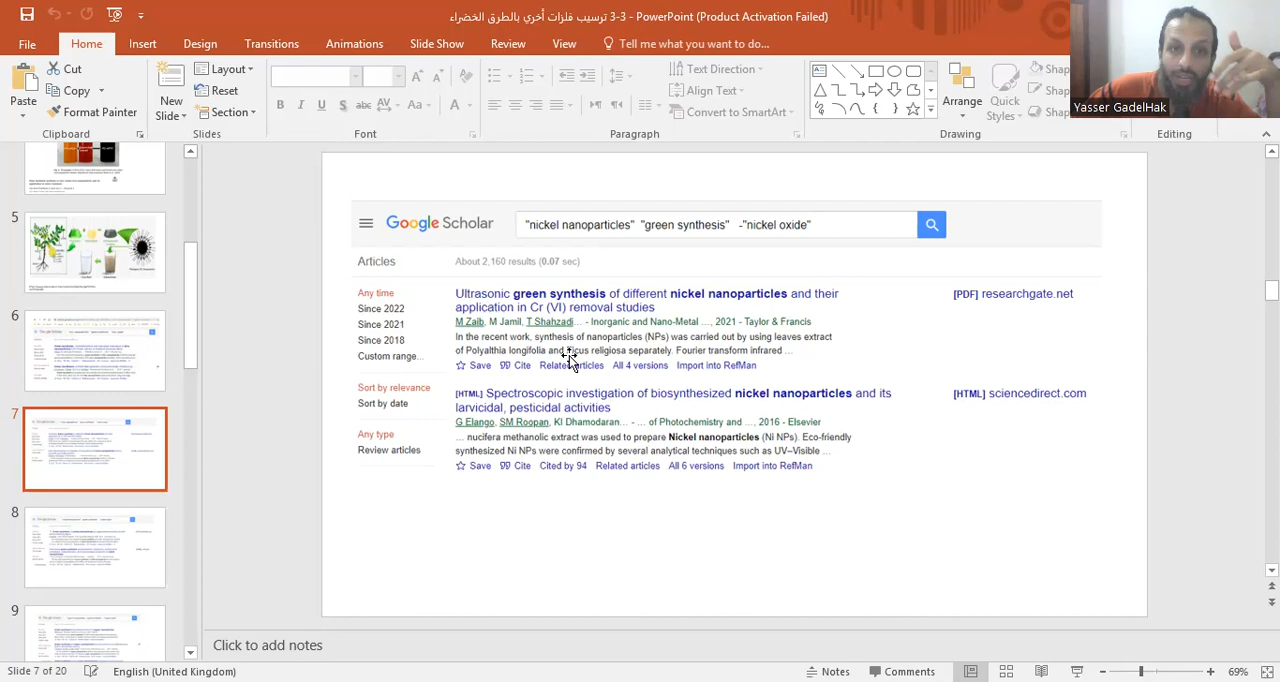 3-3 ترسيب فلزات أخري بالطرق الخضراء - PowerPoint (Product Activation Failed)
File Home Insert Design Transitions Animations Slide Show Review View Tell me what you want to do...
Paste
Cut
Copy
Format Painter
Clipboard
New Slide
Layout
Reset
Section
Slides
B I U S abc AV Aa A
Font
Text Direction
Align Text
Convert to SmartArt
Paragraph
Arrange
Quick Styles
Drawing
Editing
Yasser GadelHak
5
6
7
8
9
Google Scholar
"nickel nanoparticles" "green synthesis" -"nickel oxide"
Articles
About 2,160 results (0.07 sec)
Any time
Since 2022
Since 2021
Since 2018
Custom range...
Sort by relevance
Sort by date
Any type
Review articles
Ultrasonic green synthesis of different nickel nanoparticles and their
application in Cr (VI) removal studies
[PDF] researchgate.net
M Zaib, M Jamil, T Shahzadi... - Inorganic and Nano-Metal ..., 2021 - Taylor & Francis
... In recent work, synthesis of nanoparticles (NPs) was carried out by using leaves extract
separately. Fourier transform infrared ...
Save Cite Related articles All 4 versions Import into RefMan
[HTML] Spectroscopic investigation of biosynthesized nickel nanoparticles and its
larvicidal, pesticidal activities
[HTML] sciencedirect.com
G Elango, SM Roopan, KI Dhamodaran... - ... of Photochemistry and ..., 2016 - Elsevier
... methanolic extract was used to prepare Nickel nanoparticles (Ni NPs). Eco-friendly
synthesized Ni NPs were confirmed by several analytical techniques such as UV–Visible ...
Save Cite Cited by 94 Related articles All 6 versions Import into RefMan
to add notes
Slide 7 of 20
English (United Kingdom)
Notes
Comments
69%